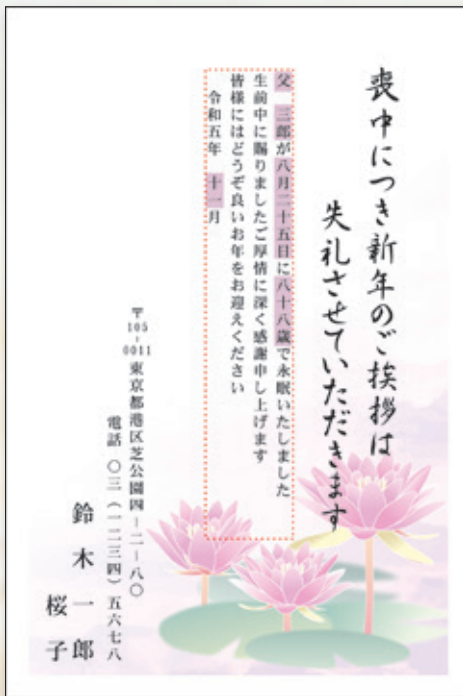 喪中につき新年のご挨拶は
失礼させていただきます
父　三郎が八月二十五日に八十八歳で永眠いたしました
生前中に賜りましたご厚情に深く感謝申し上げます
皆様にはどうぞ良いお年をお迎えください
令和五年　十一月
〒105-0011 東京都港区芝公園四－二－八〇
電話　〇三（一二三四）五六七八
鈴木一郎
桜子